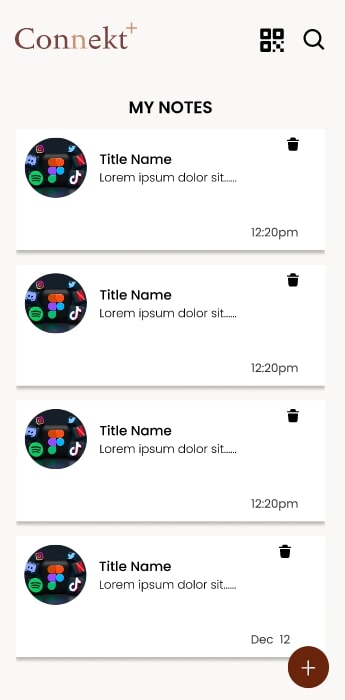 Connekt+
MY NOTES
Title Name
Lorem ipsum dolor sit......
12:20pm
Title Name
Lorem ipsum dolor sit......
12:20pm
Title Name
Lorem ipsum dolor sit......
12:20pm
Title Name
Lorem ipsum dolor sit......
Dec 12